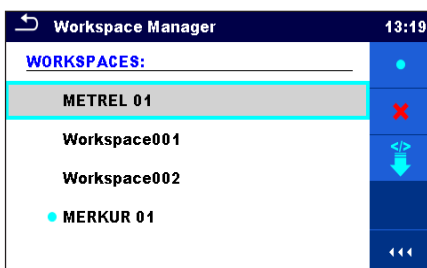 Workspace Manager 13:19
WORKSPACES:
METREL 01
Workspace001
Workspace002
MERKUR 01